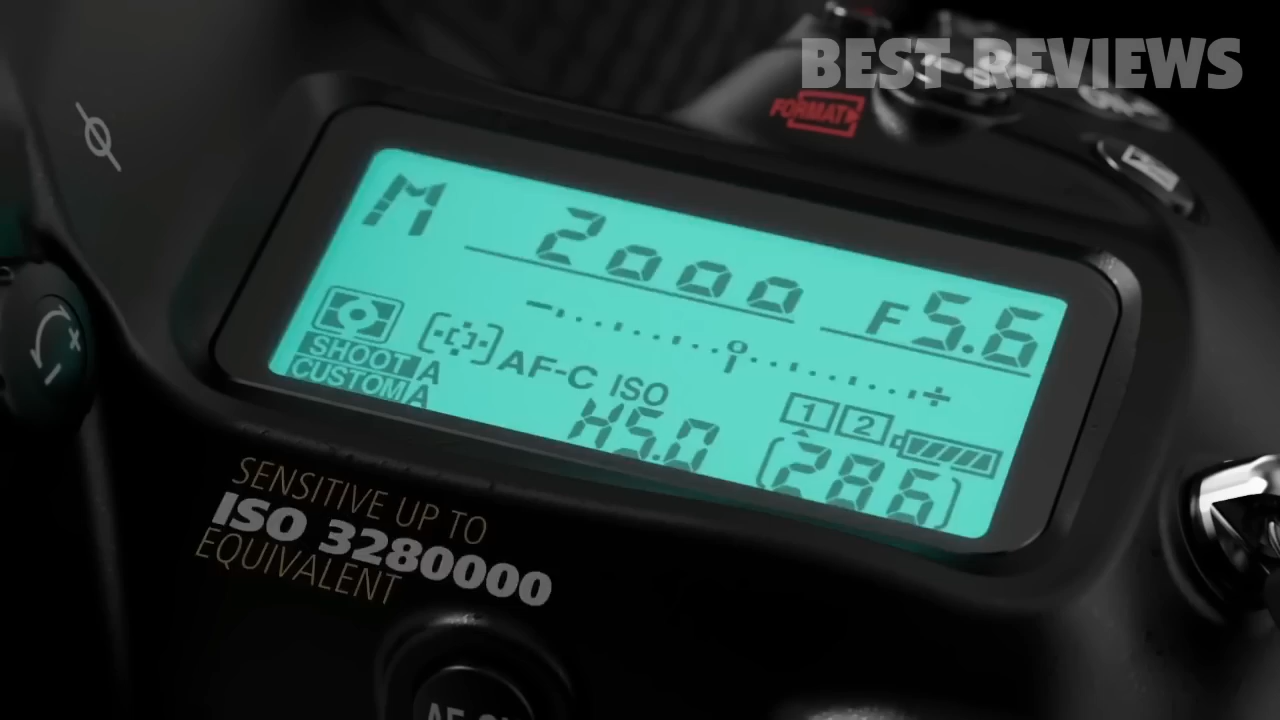 BEST REVIEWS
FORMAT
M 2000 F5.6
AF-C ISO
SHOOT A
CUSTOM A
H5.0
1 2
[286]
SENSITIVE UP TO
ISO 3280000
EQUIVALENT